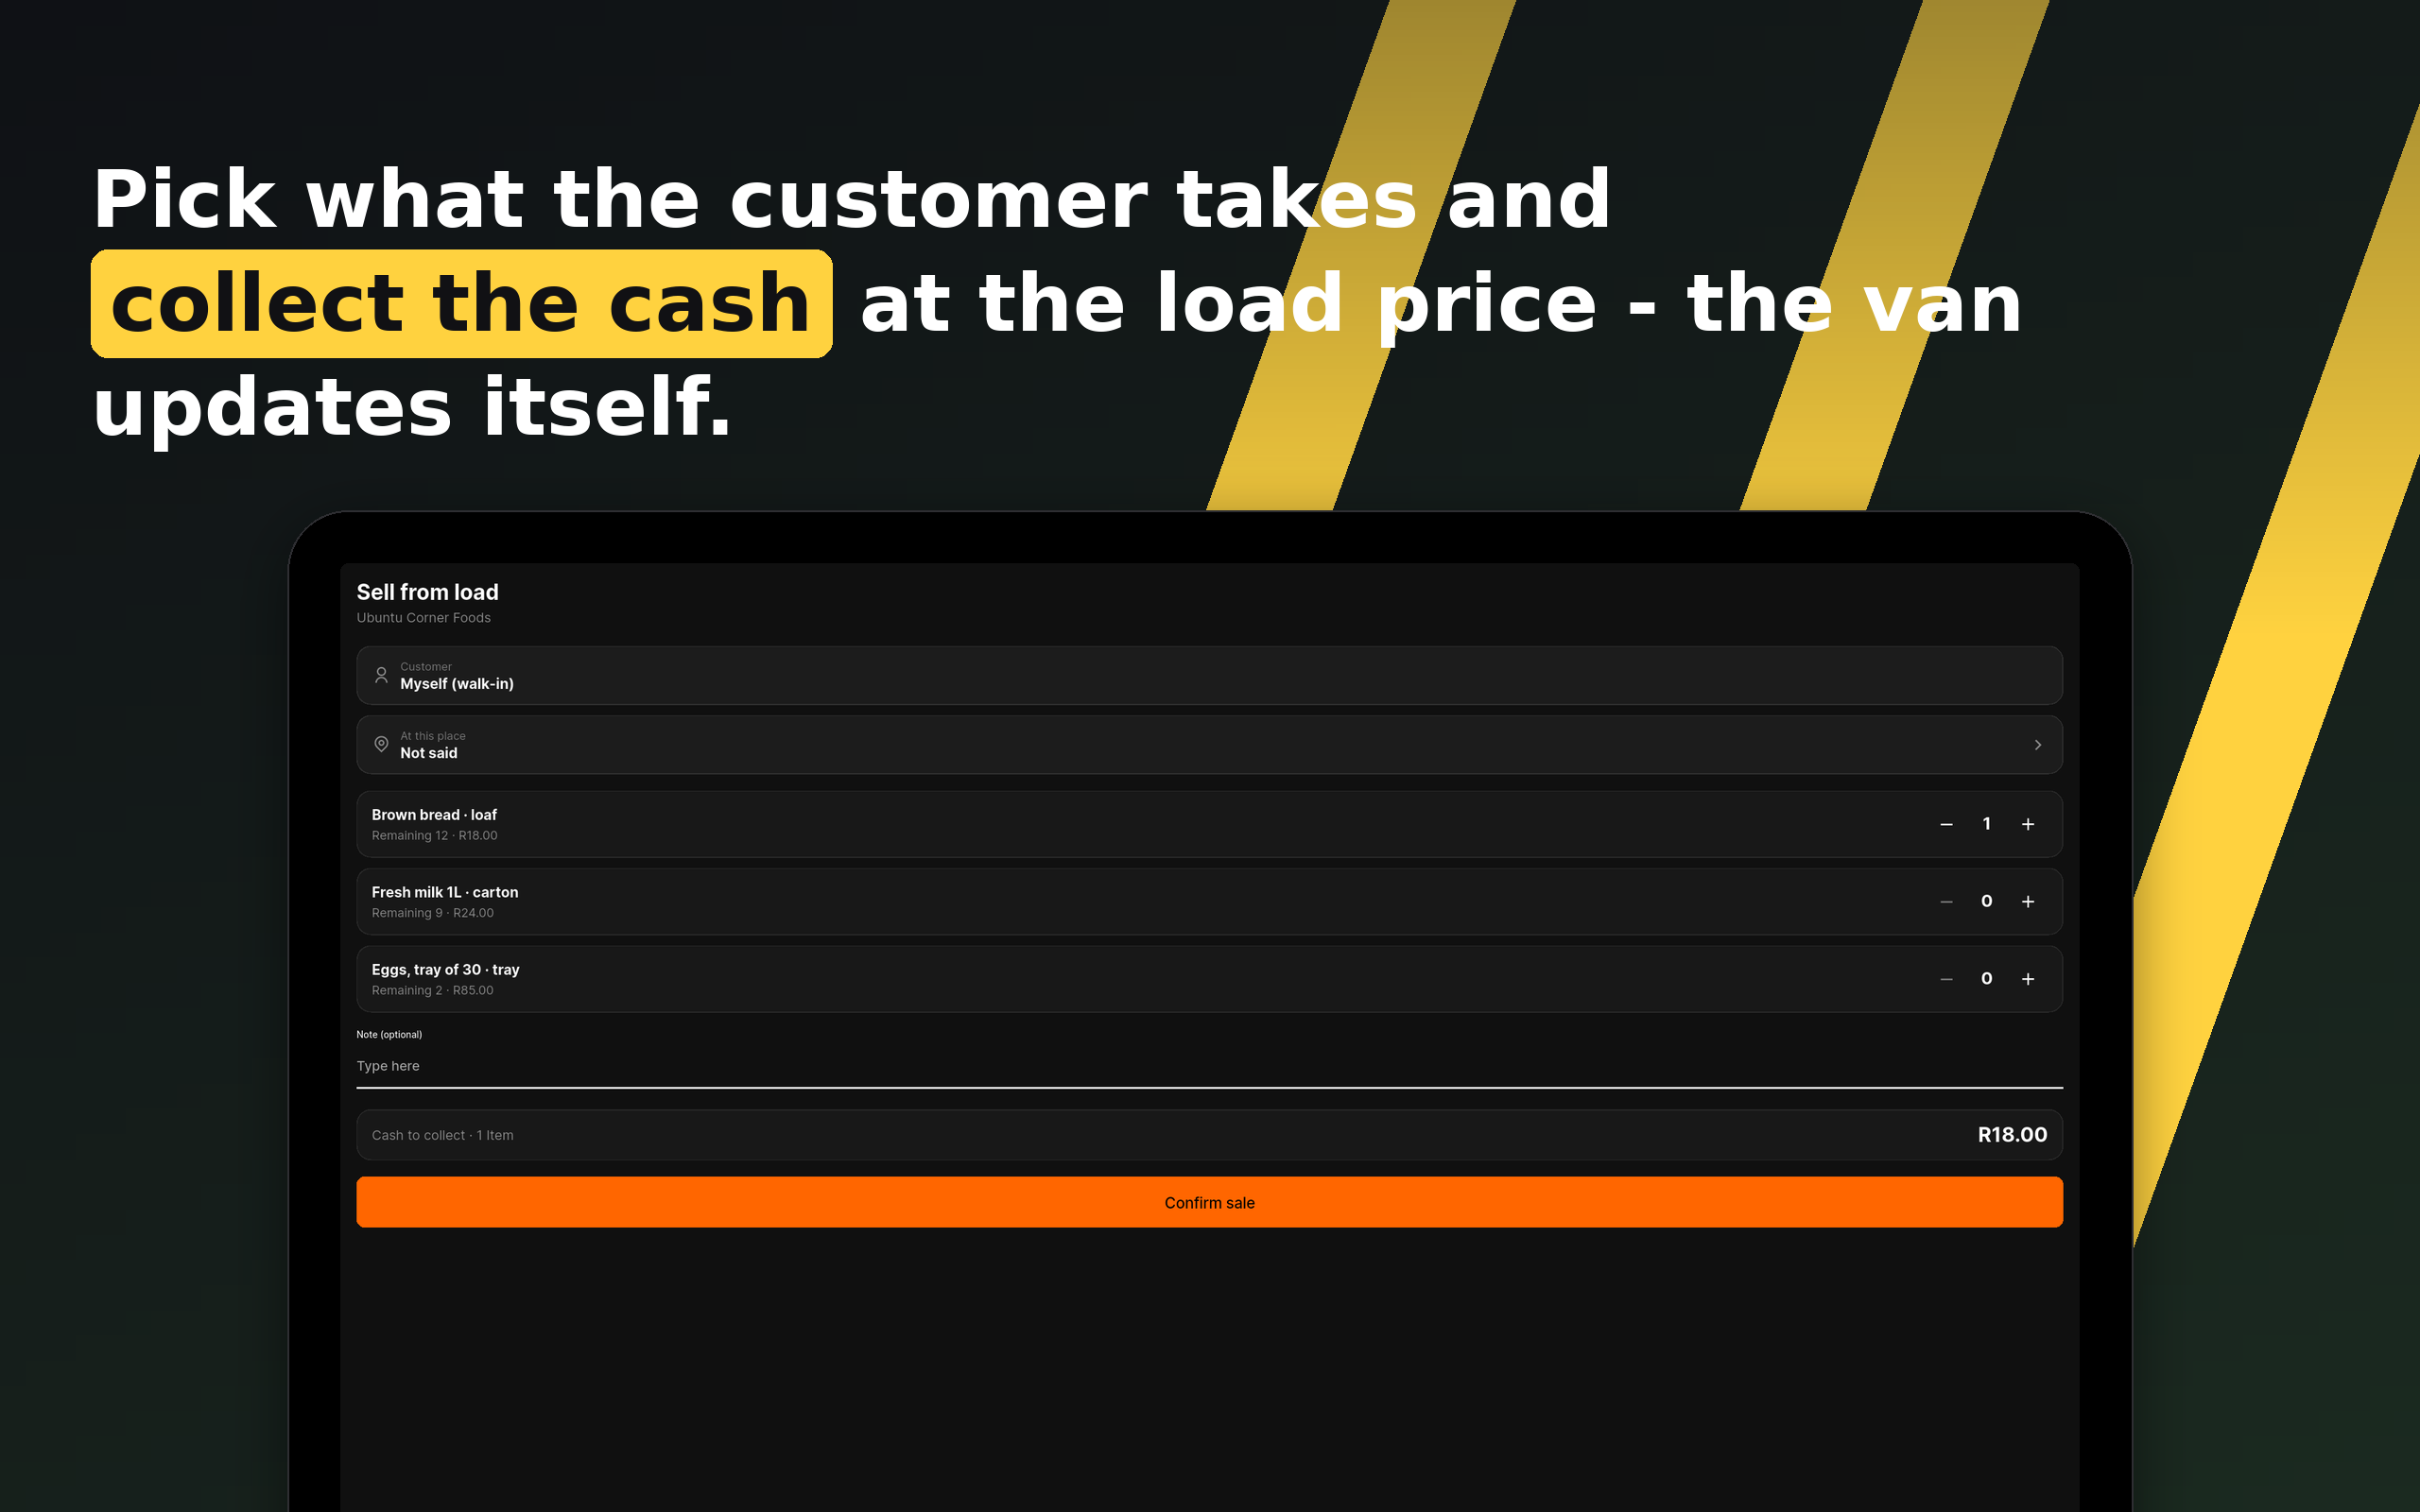 Pick what the customer takes and
collect the cash at the load price - the van
updates itself.
Sell from load
Ubuntu Corner Foods
Customer
Myself (walk-in)
At this place
Not said
Brown bread · loaf
Remaining 12 · R18.00
1
Fresh milk 1L · carton
Remaining 9 · R24.00
0
Eggs, tray of 30 · tray
Remaining 2 · R85.00
0
Note (optional)
Type here
Cash to collect · 1 Item
R18.00
Confirm sale